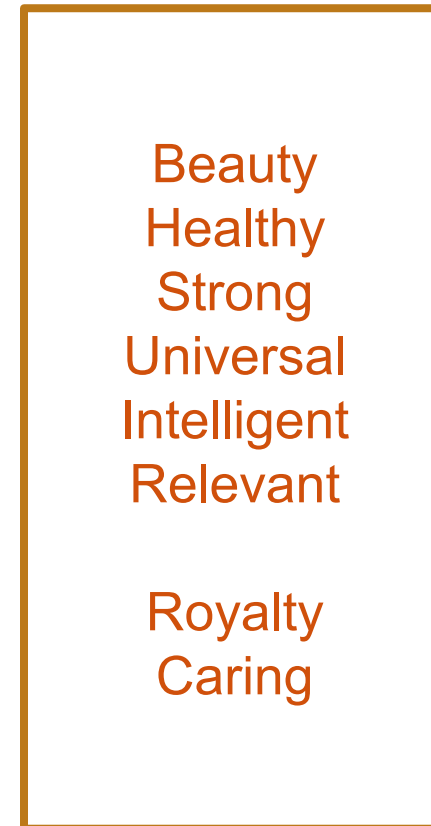 Beauty
Healthy
Strong
Universal
Intelligent
Relevant
Royalty
Caring